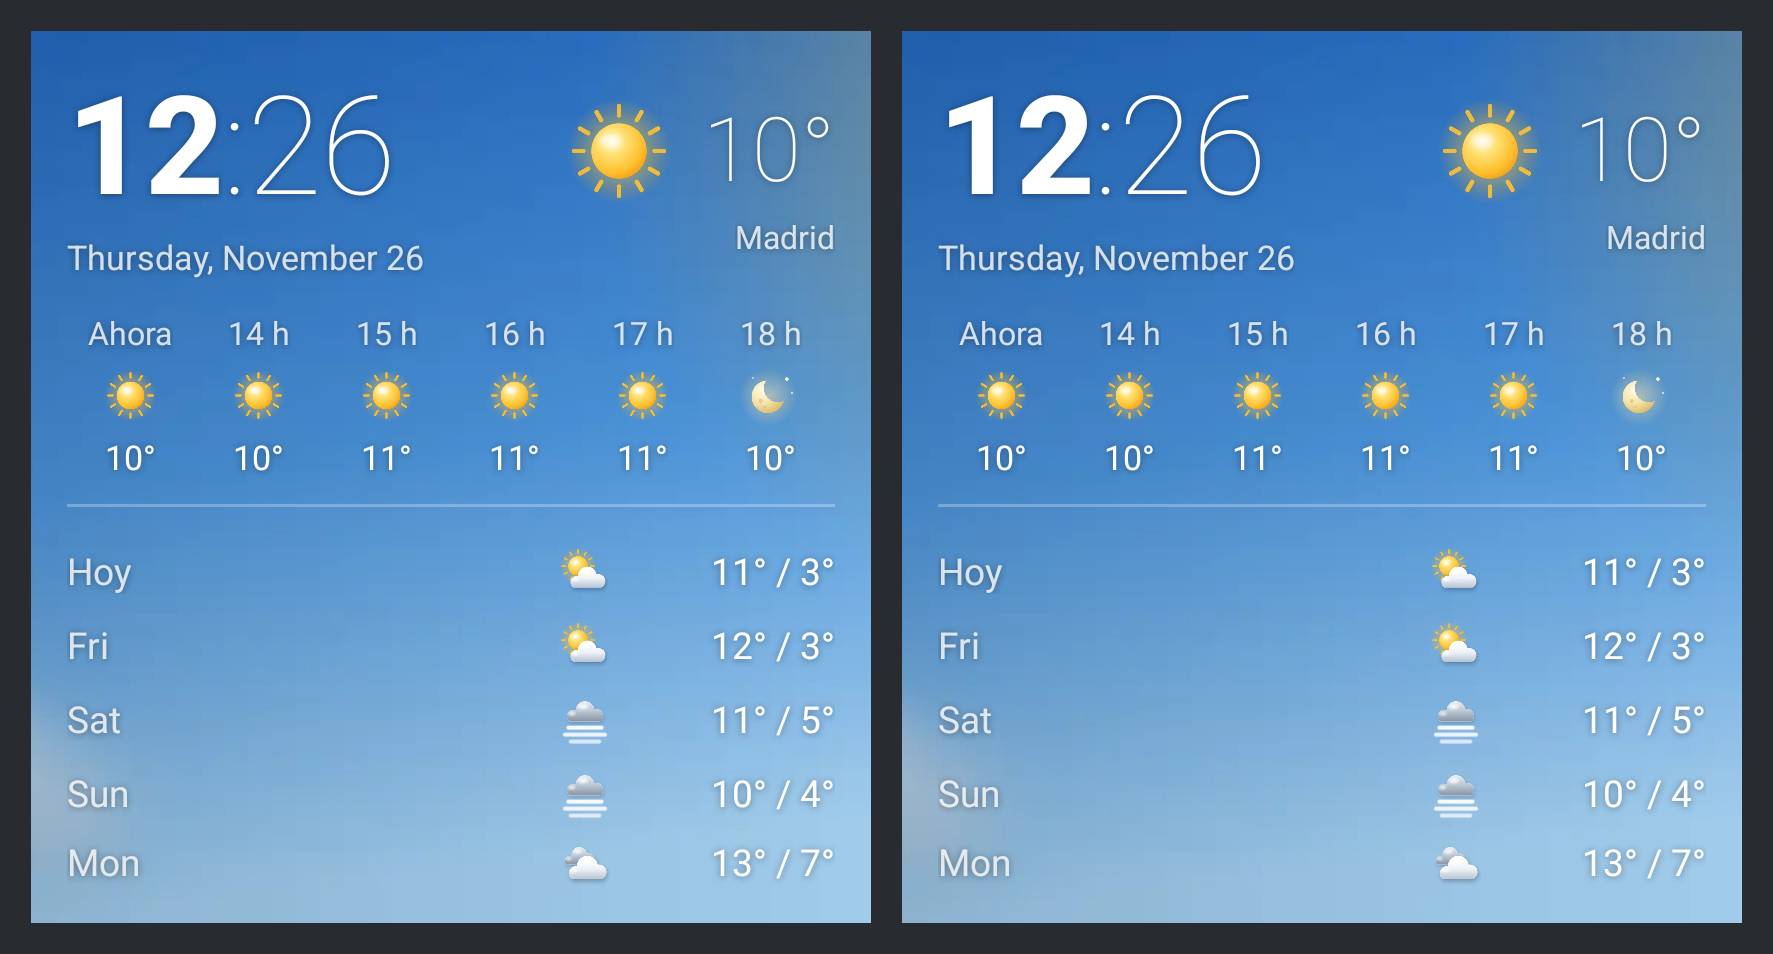 12:26
10°
Madrid
Thursday, November 26
Ahora 14 h 15 h 16 h 17 h 18 h
10° 10° 11° 11° 11° 10°
Hoy 11° / 3°
Fri 12° / 3°
Sat 11° / 5°
Sun 10° / 4°
Mon 13° / 7°
12:26
10°
Madrid
Thursday, November 26
Ahora 14 h 15 h 16 h 17 h 18 h
10° 10° 11° 11° 11° 10°
Hoy 11° / 3°
Fri 12° / 3°
Sat 11° / 5°
Sun 10° / 4°
Mon 13° / 7°